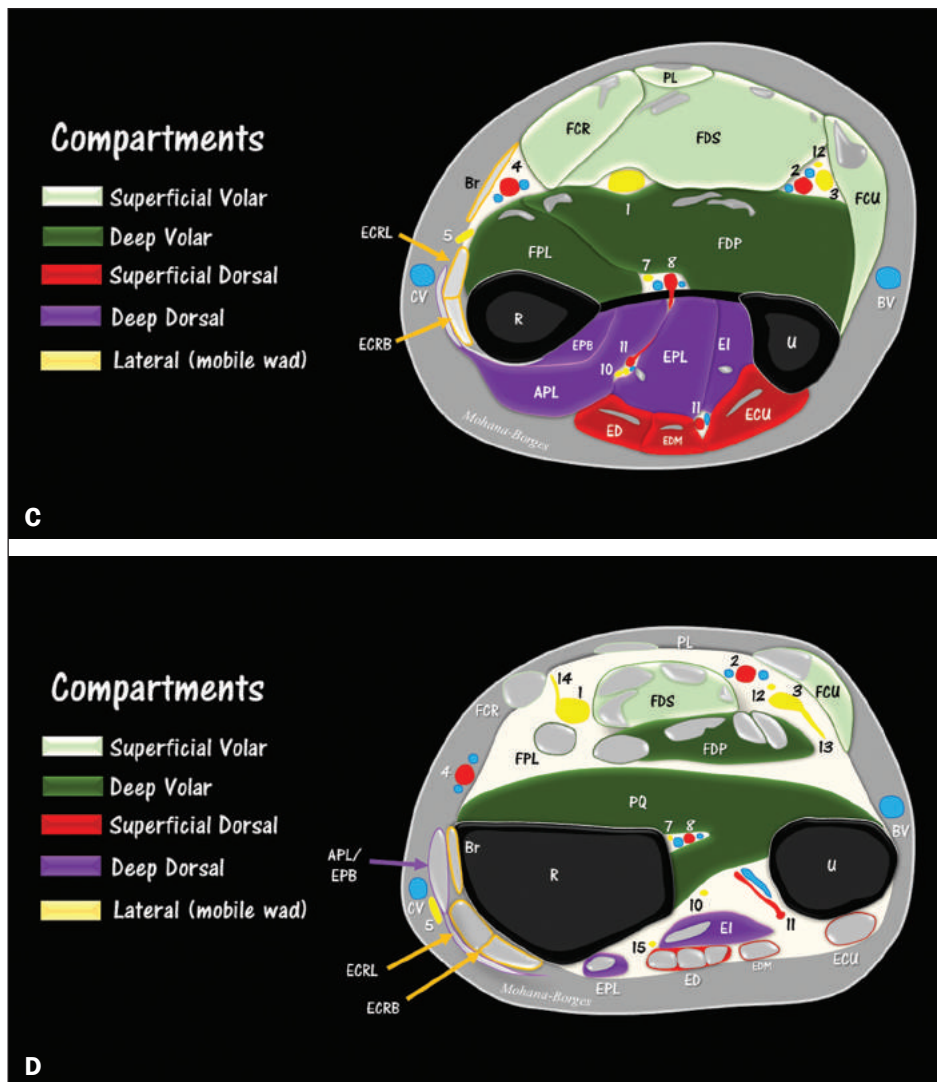 Compartments
Superficial Volar
Deep Volar
Superficial Dorsal
Deep Dorsal
Lateral (mobile wad)
PL
FCR
FDS
12
4
2
Br
3
FCU
1
5
ECRL
FPL
FDP
7 8
CV
BV
R
U
ECRB
EPB
11
EPL
EI
10
APL
11
ECU
ED
EDM
Mohana-Borges
C
Compartments
Superficial Volar
Deep Volar
Superficial Dorsal
Deep Dorsal
Lateral (mobile wad)
PL
2
14
1
12
3
FCU
FCR
FDS
13
FPL
FDP
4
PQ
BV
7 8
Br
APL/
EPB
R
U
CV
10
5
11
EI
15
ECRL
ECU
EDM
ED
EPL
ECRB
Mohana-Borges
D